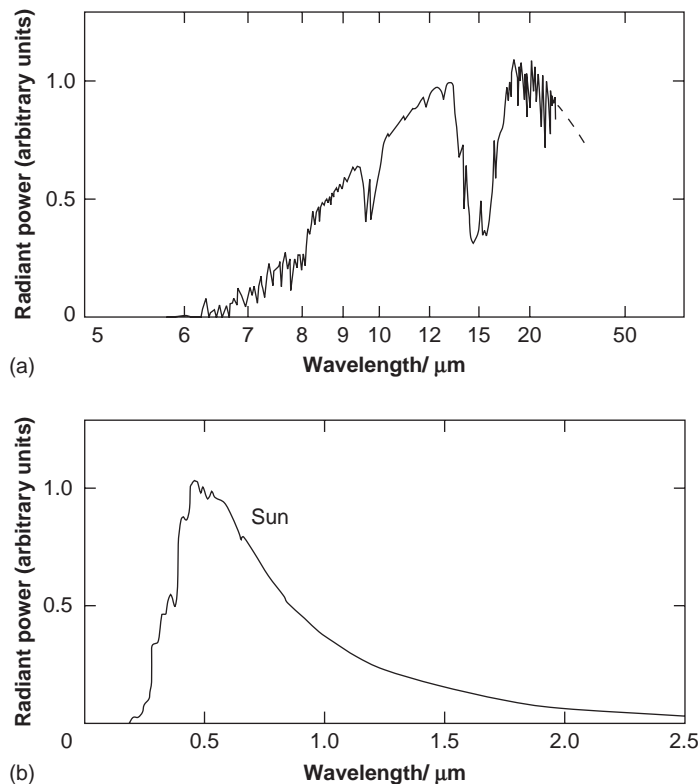 Radiant power (arbitrary units)
1.0
0.5
0
5 6 7 8 9 10 12 15 20 50
Wavelength/ μm
(a)
Radiant power (arbitrary units)
1.0
Sun
0.5
0 0.5 1.0 1.5 2.0 2.5
Wavelength/ μm
(b)